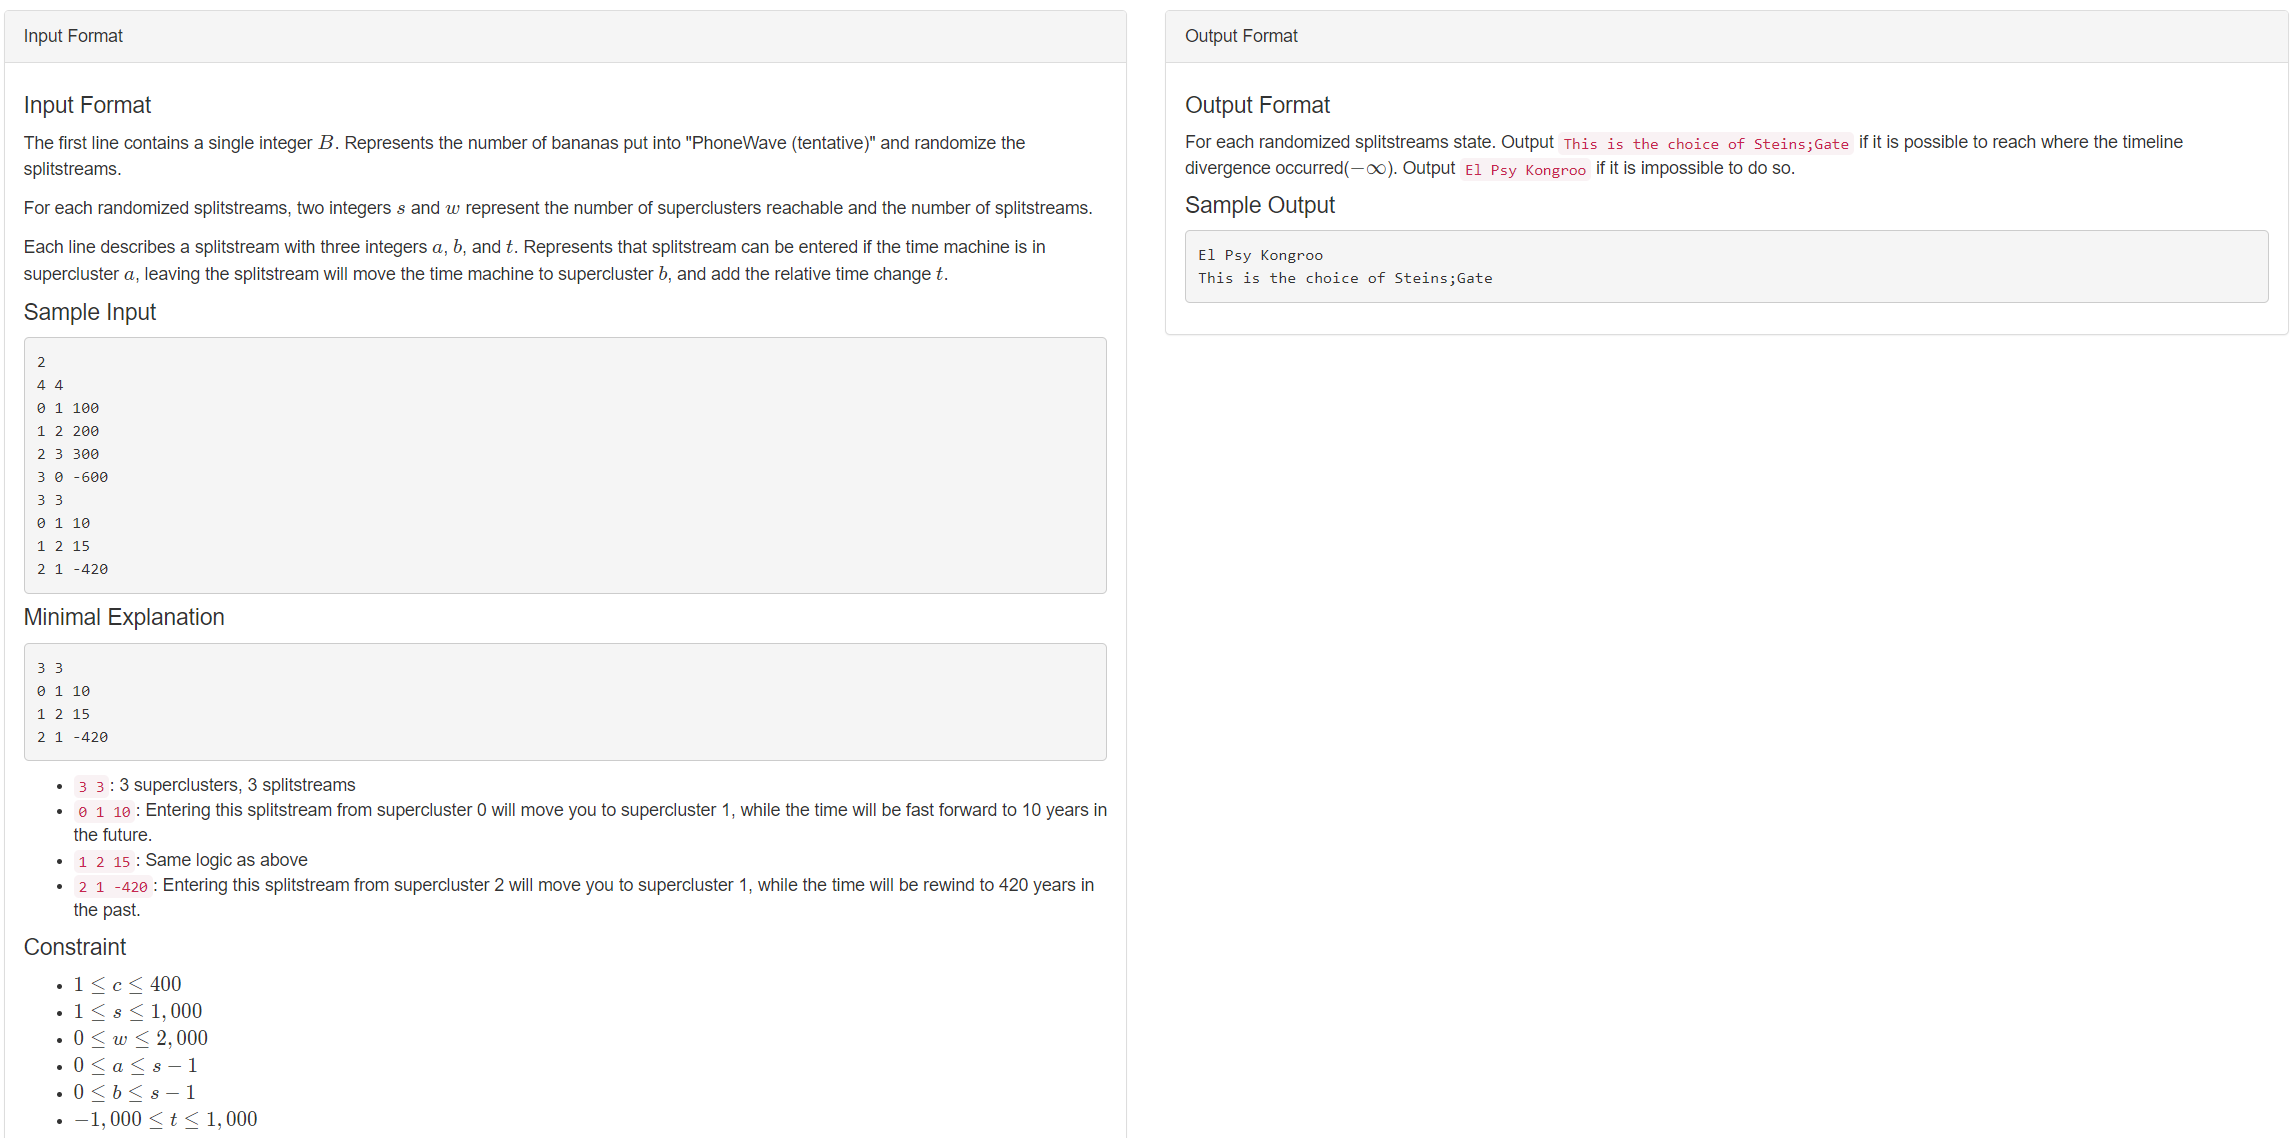 Input Format
Input Format
The first line contains a single integer B. Represents the number of bananas put into "PhoneWave (tentative)" and randomize the
splitstreams.
For each randomized splitstreams, two integers s and w represent the number of superclusters reachable and the number of splitstreams.
Each line describes a splitstream with three integers a, b, and t. Represents that splitstream can be entered if the time machine is in
supercluster a, leaving the splitstream will move the time machine to supercluster b, and add the relative time change t.
Sample Input
2
4 4
0 1 100
1 2 200
2 3 300
3 0 -600
3 3
0 1 10
1 2 15
2 1 -420
Minimal Explanation
3 3
0 1 10
1 2 15
2 1 -420
• 3 3 : 3 superclusters, 3 splitstreams
• 0 1 10 : Entering this splitstream from supercluster 0 will move you to supercluster 1, while the time will be fast forward to 10 years in
the future.
• 1 2 15 : Same logic as above
• 2 1 -420 : Entering this splitstream from supercluster 2 will move you to supercluster 1, while the time will be rewind to 420 years in
the past.
Constraint
• 1 ≤ c ≤ 400
• 1 ≤ s ≤ 1,000
• 0 ≤ w ≤ 2,000
• 0 ≤ a ≤ s − 1
• 0 ≤ b ≤ s − 1
• −1,000 ≤ t ≤ 1,000
Output Format
Output Format
For each randomized splitstreams state. Output This is the choice of Steins;Gate if it is possible to reach where the timeline
divergence occurred(−∞). Output El Psy Kongroo if it is impossible to do so.
Sample Output
El Psy Kongroo
This is the choice of Steins;Gate